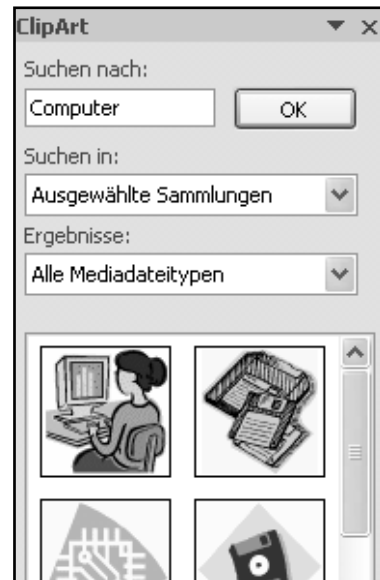 ClipArt
Suchen nach:
Computer OK
Suchen in:
Ausgewählte Sammlungen
Ergebnisse:
Alle Mediadateitypen